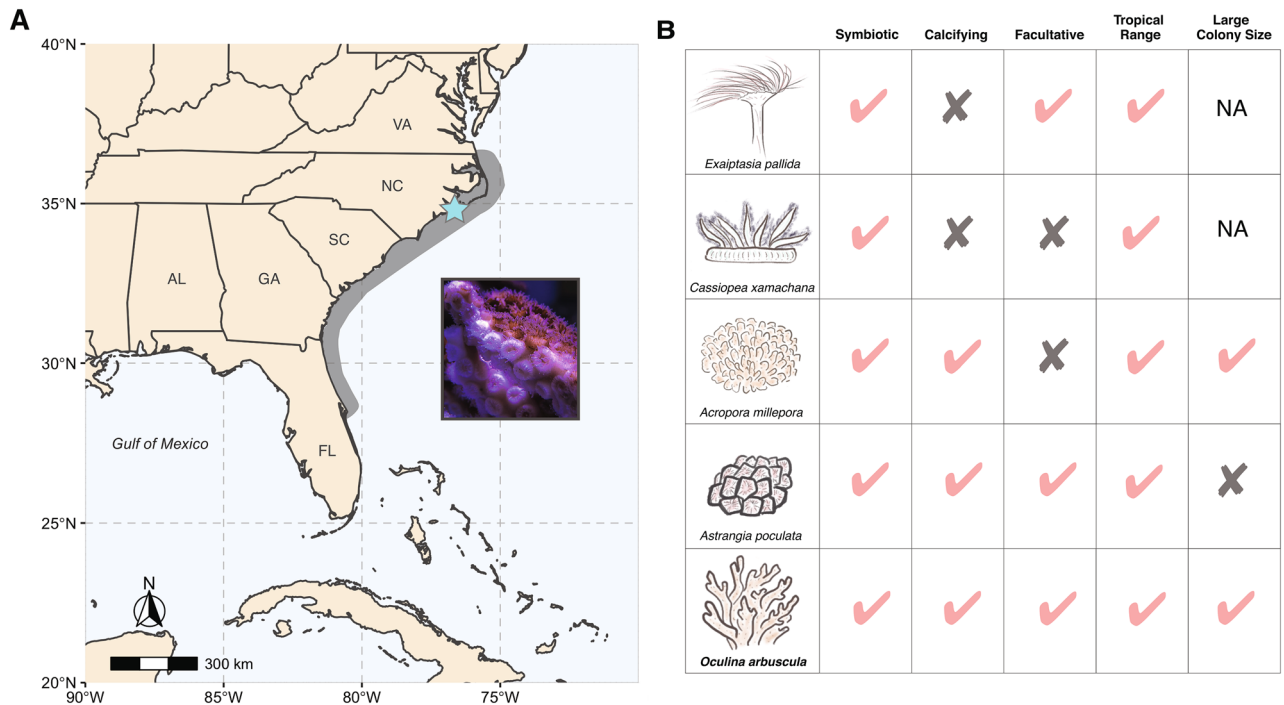 A
40°N
35°N
30°N
25°N
20°N
90°W
85°W
80°W
75°W
VA
NC
SC
AL
GA
FL
Gulf of Mexico
N
300 km
B
Symbiotic
Calcifying
Facultative
Tropical
Range
Large
Colony Size
Exaiptasia pallida
NA
Cassiopea xamachana
NA
Acropora millepora
Astrangia poculata
Oculina arbuscula